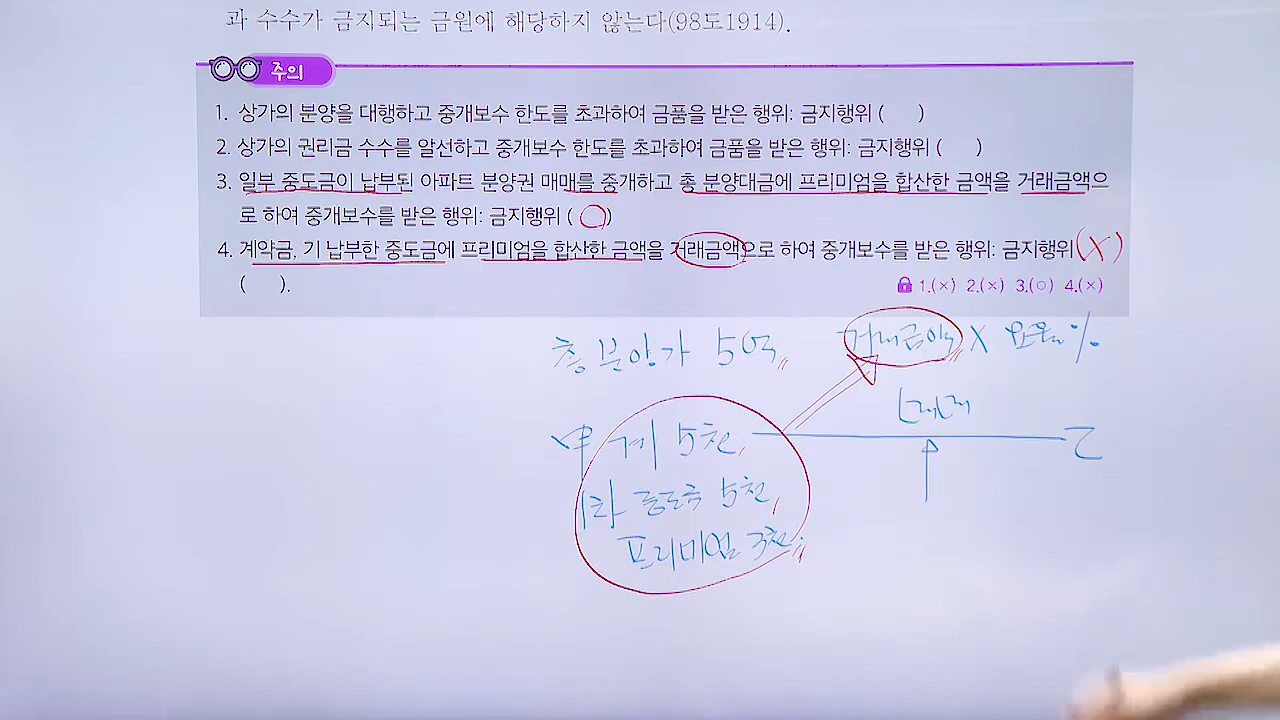 과 수수가 금지되는 금원에 해당하지 않는다(98도1914).
주의
1. 상가의 분양을 대행하고 중개보수 한도를 초과하여 금품을 받은 행위: 금지행위 (    )
2. 상가의 권리금 수수를 알선하고 중개보수 한도를 초과하여 금품을 받은 행위: 금지행위 (    )
3. 일부 중도금이 납부된 아파트 분양권 매매를 중개하고 총 분양대금에 프리미엄을 합산한 금액을 거래금액으
로 하여 중개보수를 받은 행위: 금지행위 ( ○ )
4. 계약금, 기 납부한 중도금에 프리미엄을 합산한 금액을 거래금액으로 하여 중개보수를 받은 행위: 금지행위 (X)
(    ).
1.(×) 2.(×) 3.(○) 4.(×)
총 분양가 5억 거래금액 X 요율 %
甲 계 5천, 乙
1차 중도금 5천,
프리미엄 3천.